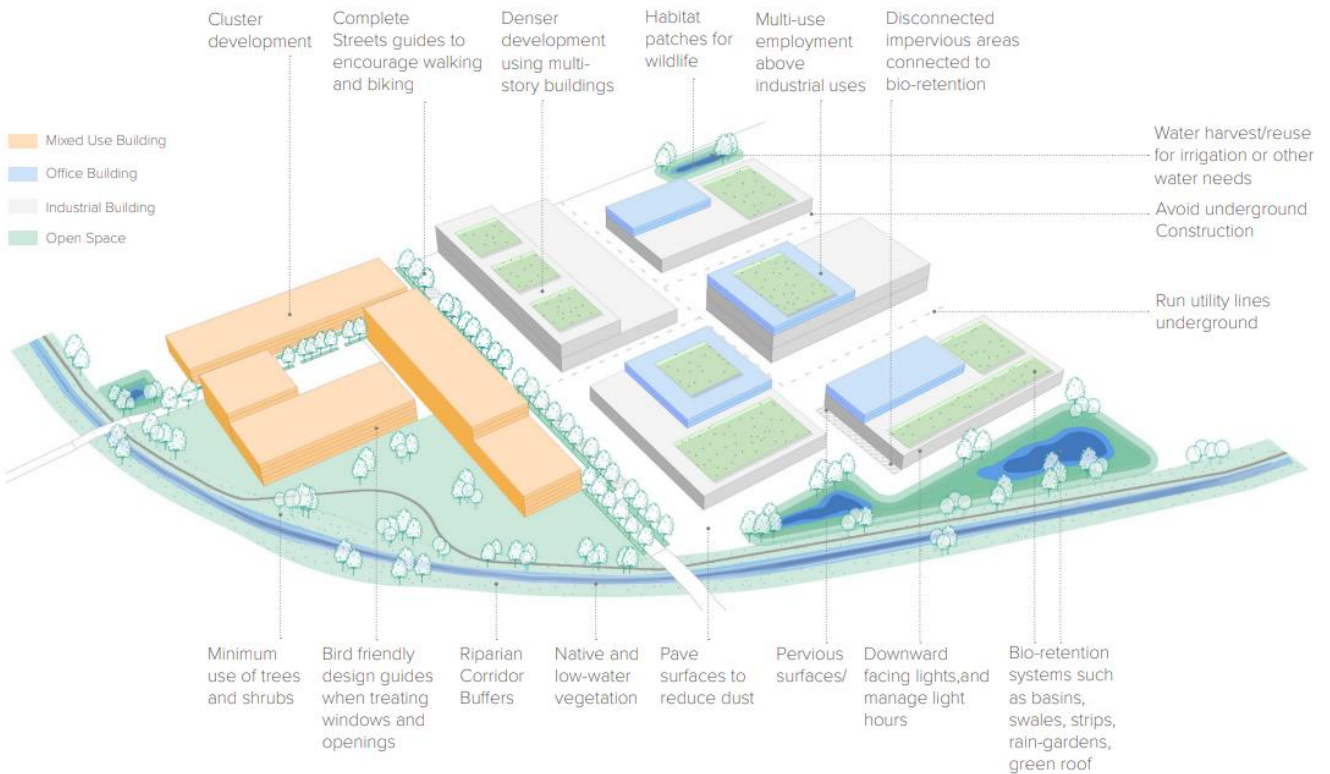 Cluster
development
Complete
Streets guides to
encourage walking
and biking
Denser
development
using multi-
story buildings
Habitat
patches for
wildlife
Multi-use
employment
above
industrial uses
Disconnected
impervious areas
connected to
bio-retention
Mixed Use Building
Office Building
Industrial Building
Open Space
Water harvest/reuse
for irrigation or other
water needs
Avoid underground
Construction
Run utility lines
underground
Minimum
use of trees
and shrubs
Bird friendly
design guides
when treating
windows and
openings
Riparian
Corridor
Buffers
Native and
low-water
vegetation
Pave
surfaces to
reduce dust
Pervious
surfaces/
Downward
facing lights,and
manage light
hours
Bio-retention
systems such
as basins,
swales, strips,
rain-gardens,
green roof